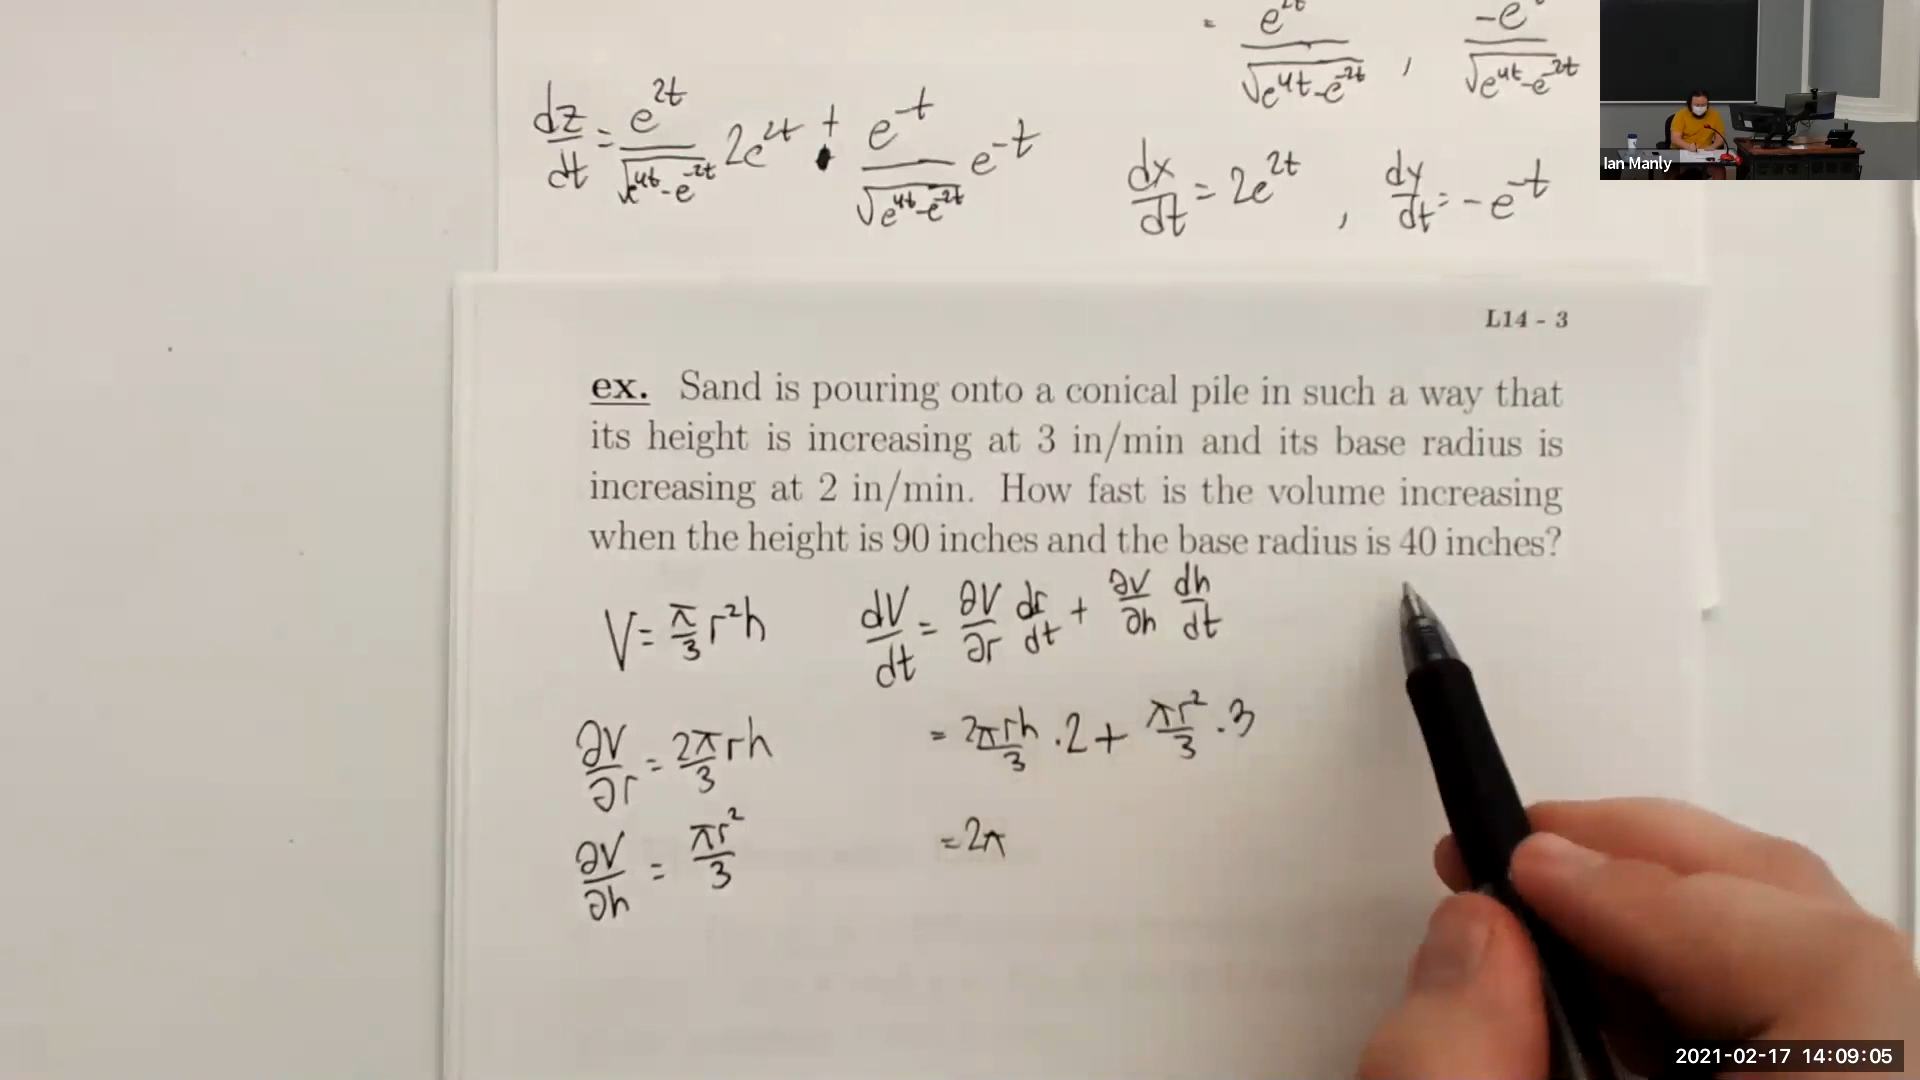 = e^{2t}/√(e^{4t}-e^{-2t}) , -e/√(e^{4t}-e^{-2t})
dz/dt = e^{2t}/√(e^{4t}-e^{-2t}) 2e^{2t} + e^{-t}/√(e^{4t}-e^{-2t}) e^{-t}
dx/dt = 2e^{2t} , dy/dt = -e^{-t}
Ian Manly
L14 - 3
ex. Sand is pouring onto a conical pile in such a way that
its height is increasing at 3 in/min and its base radius is
increasing at 2 in/min. How fast is the volume increasing
when the height is 90 inches and the base radius is 40 inches?
V = π/3 r²h
dV/dt = ∂V/∂r dr/dt + ∂V/∂h dh/dt
∂V/∂r = 2π/3 rh
= 2πrh/3 · 2 + πr²/3 · 3
∂V/∂h = πr²/3
= 2π
2021-02-17 14:09:05